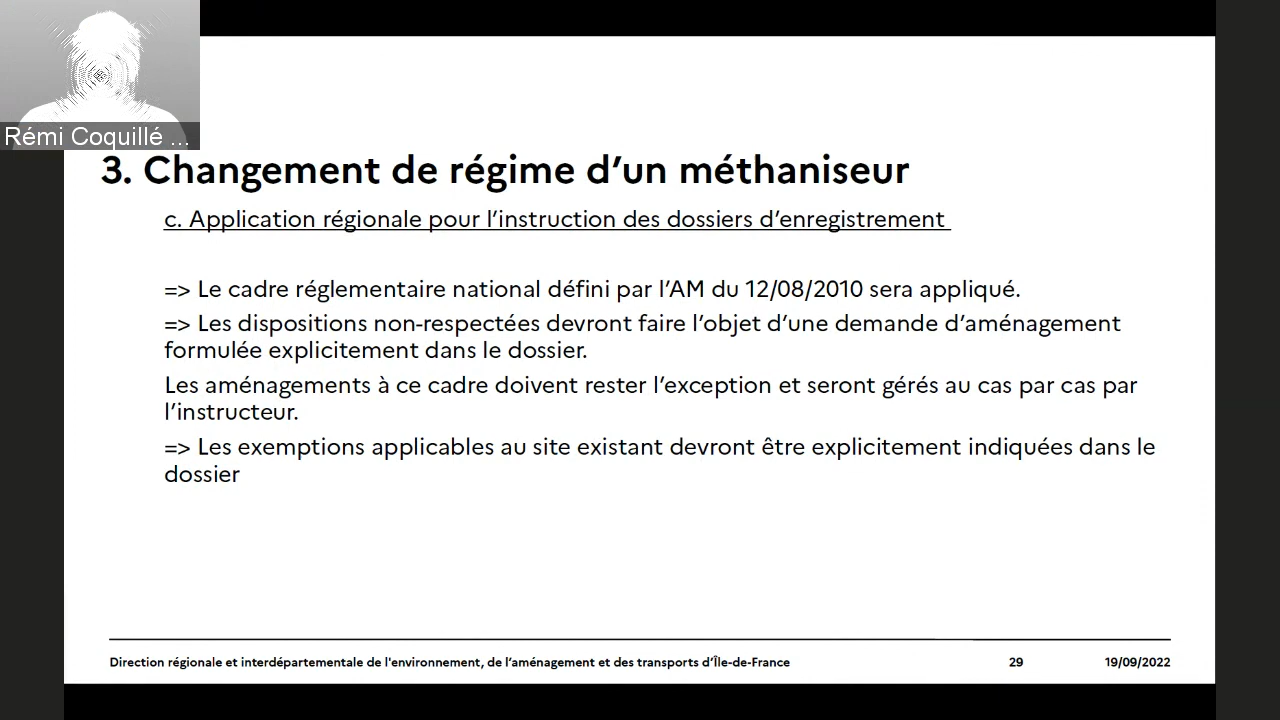 Rémi Coquillé ...
3. Changement de régime d’un méthaniseur
c. Application régionale pour l’instruction des dossiers d’enregistrement
=> Le cadre réglementaire national défini par l’AM du 12/08/2010 sera appliqué.
=> Les dispositions non-respectées devront faire l’objet d’une demande d’aménagement
formulée explicitement dans le dossier.
Les aménagements à ce cadre doivent rester l’exception et seront gérés au cas par cas par
l’instructeur.
=> Les exemptions applicables au site existant devront être explicitement indiquées dans le
dossier
Direction régionale et interdépartementale de l'environnement, de l’aménagement et des transports d’Île-de-France 29 19/09/2022